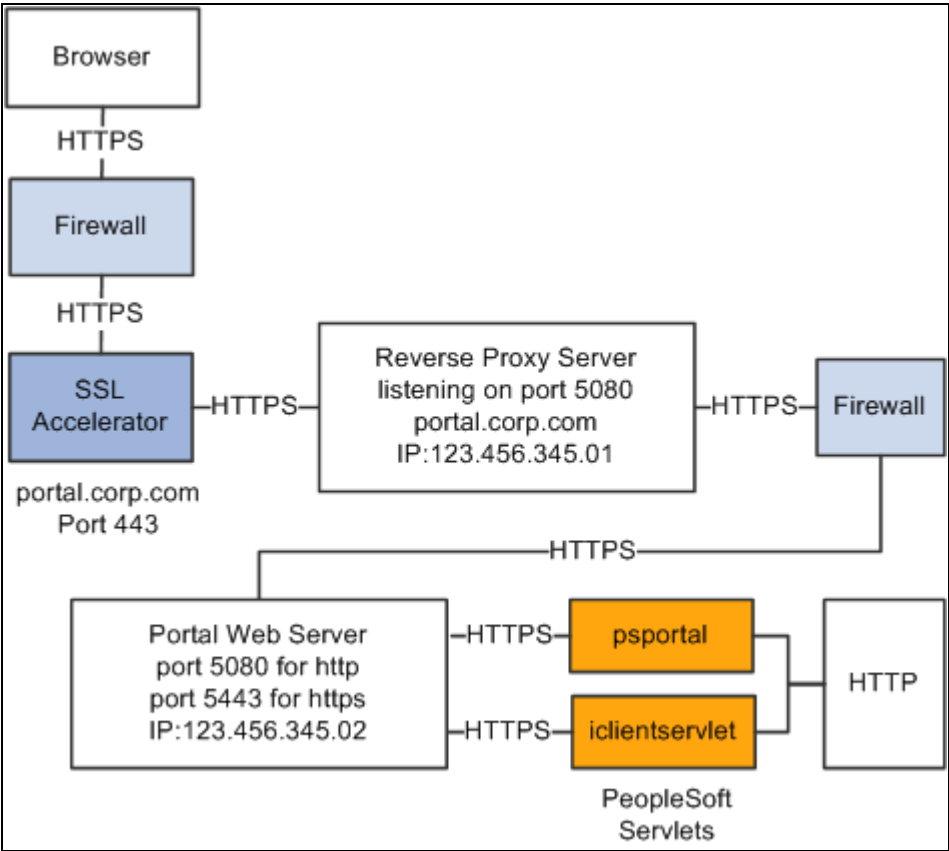 Browser
HTTPS
Firewall
HTTPS
SSL
Accelerator
portal.corp.com
Port 443
HTTPS
Reverse Proxy Server
listening on port 5080
portal.corp.com
IP:123.456.345.01
HTTPS
Firewall
HTTPS
Portal Web Server
port 5080 for http
port 5443 for https
IP:123.456.345.02
HTTPS
psportal
HTTPS
iclientservlet
PeopleSoft
Servlets
HTTP